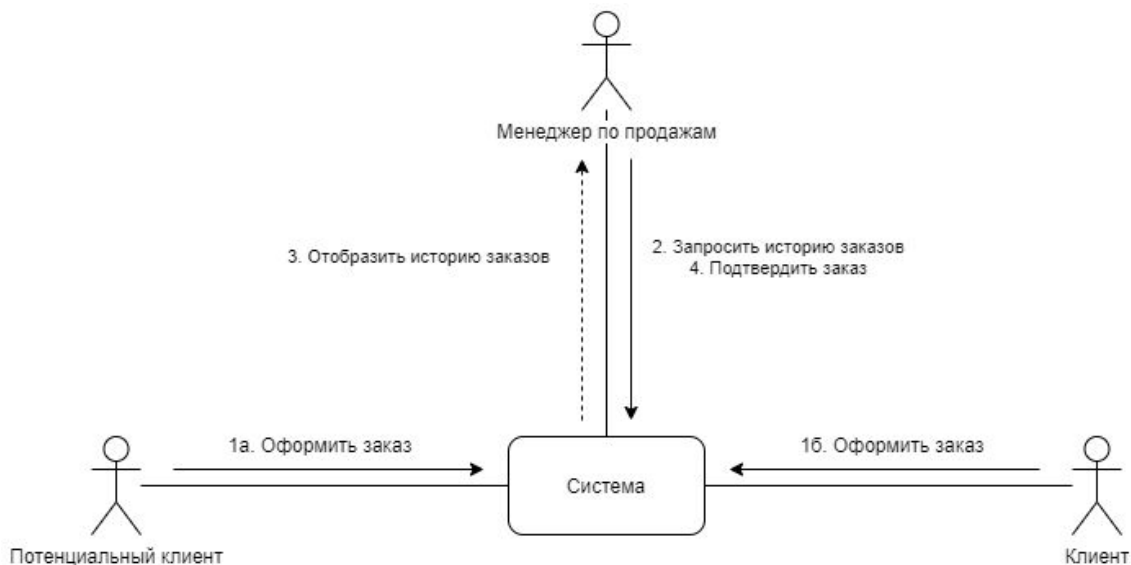 Менеджер по продажам
3. Отобразить историю заказов
2. Запросить историю заказов
4. Подтвердить заказ
1а. Оформить заказ
1б. Оформить заказ
Система
Потенциальный клиент
Клиент